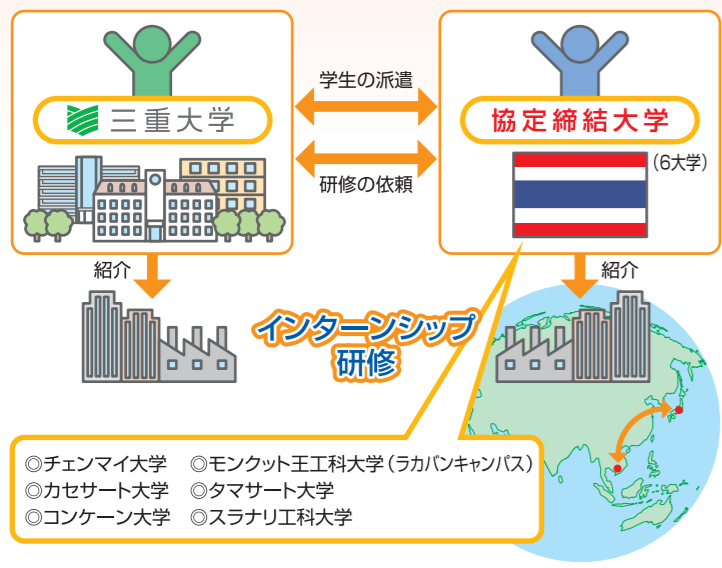 三重大学
学生の派遣
研修の依頼
協定締結大学
(6大学)
紹介
紹介
インターンシップ
研修
◎チェンマイ大学 ◎モンクット王工科大学(ラカバンキャンパス)
◎カセサート大学 ◎タマサート大学
◎コンケーン大学 ◎スラナリ工科大学